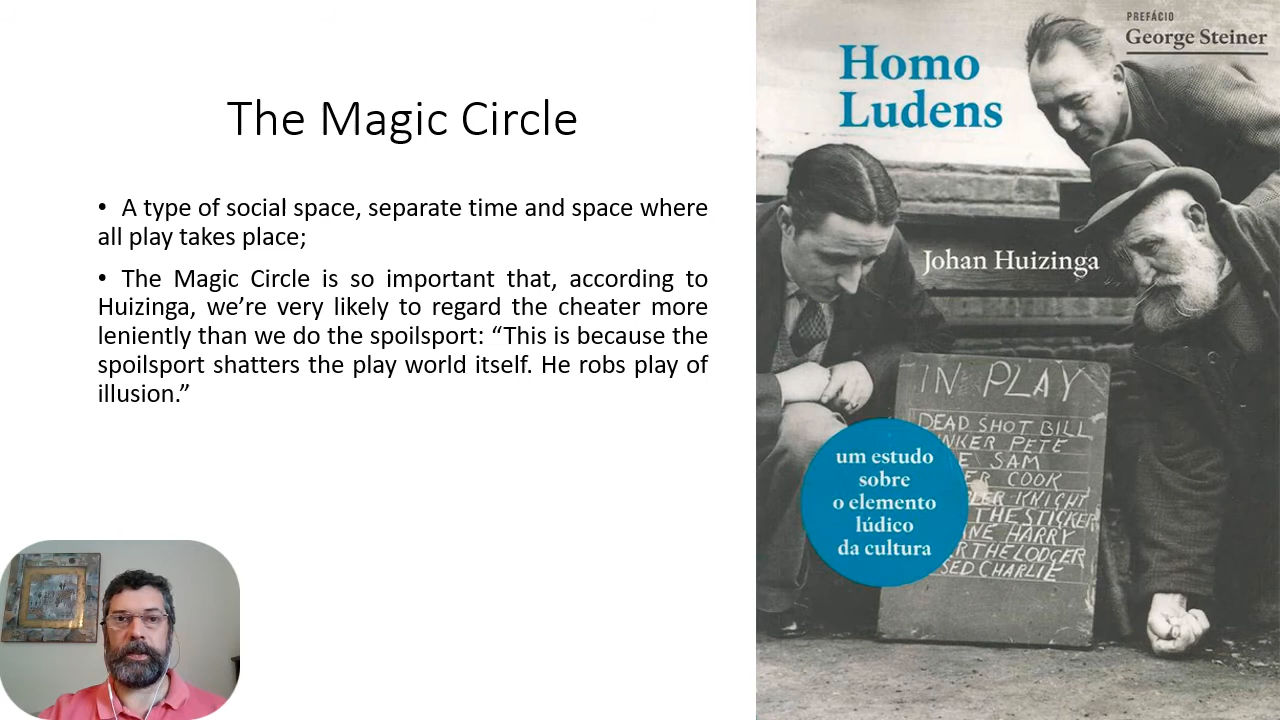 The Magic Circle
• A type of social space, separate time and space where
all play takes place;
• The Magic Circle is so important that, according to
Huizinga, we’re very likely to regard the cheater more
leniently than we do the spoilsport: “This is because the
spoilsport shatters the play world itself. He robs play of
illusion.”
PREFÁCIO
George Steiner
Homo
Ludens
Johan Huizinga
IN PLAY
DEAD SHOT BILL
PETE
SAM
COOK
KNIGHT
THE STICKER
HARRY
THE LODGER
CHARLIE
um estudo
sobre
o elemento
lúdico
da cultura